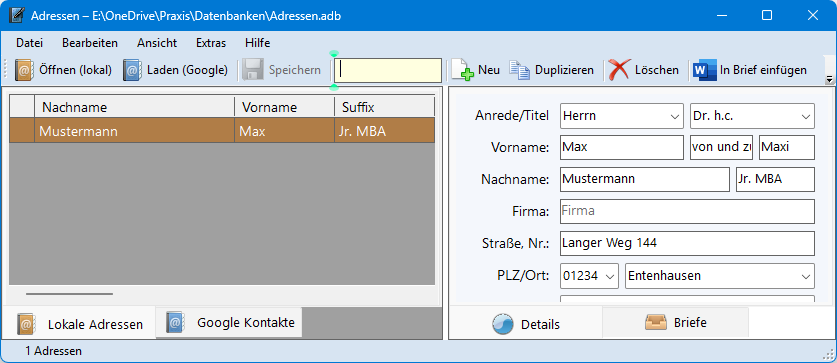 Adressen – E:\OneDrive\Praxis\Datenbanken\Adressen.adb
Datei Bearbeiten Ansicht Extras Hilfe
Öffnen (lokal) Laden (Google) Speichern Neu Duplizieren Löschen In Brief einfügen
Nachname Vorname Suffix
Mustermann Max Jr. MBA
Lokale Adressen Google Kontakte
Anrede/Titel Herrn Dr. h.c.
Vorname: Max von und zu Maxi
Nachname: Mustermann Jr. MBA
Firma: Firma
Straße, Nr.: Langer Weg 144
PLZ/Ort: 01234 Entenhausen
Details Briefe
1 Adressen